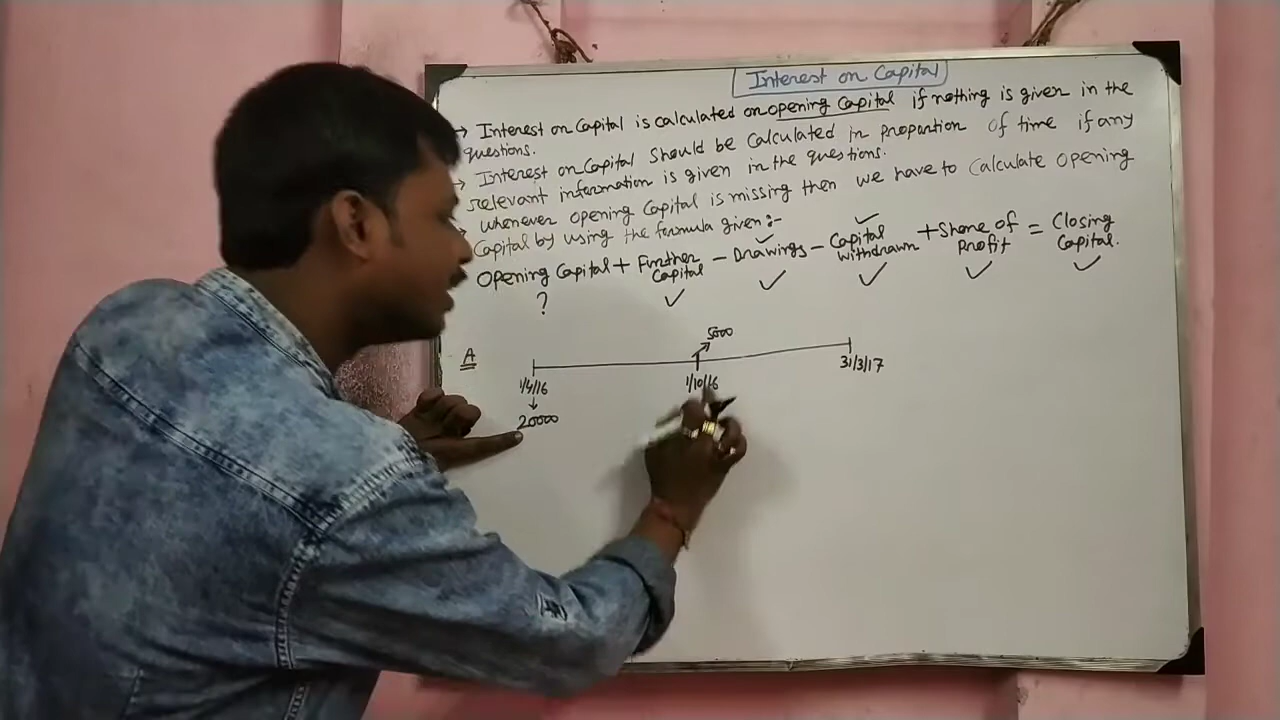 Interest on Capital
→ Interest on Capital is calculated on opening Capital if nothing is given in the
questions.
→ Interest on Capital should be calculated in proportion of time if any
relevant information is given in the questions.
whenever opening Capital is missing then we have to calculate opening
Capital by using the formula given :-
Opening Capital + Further Capital - Drawings - Capital withdrawn + Share of Profit = Closing Capital.
?
5000
A
1/4/16
1/10/16
31/3/17
20000